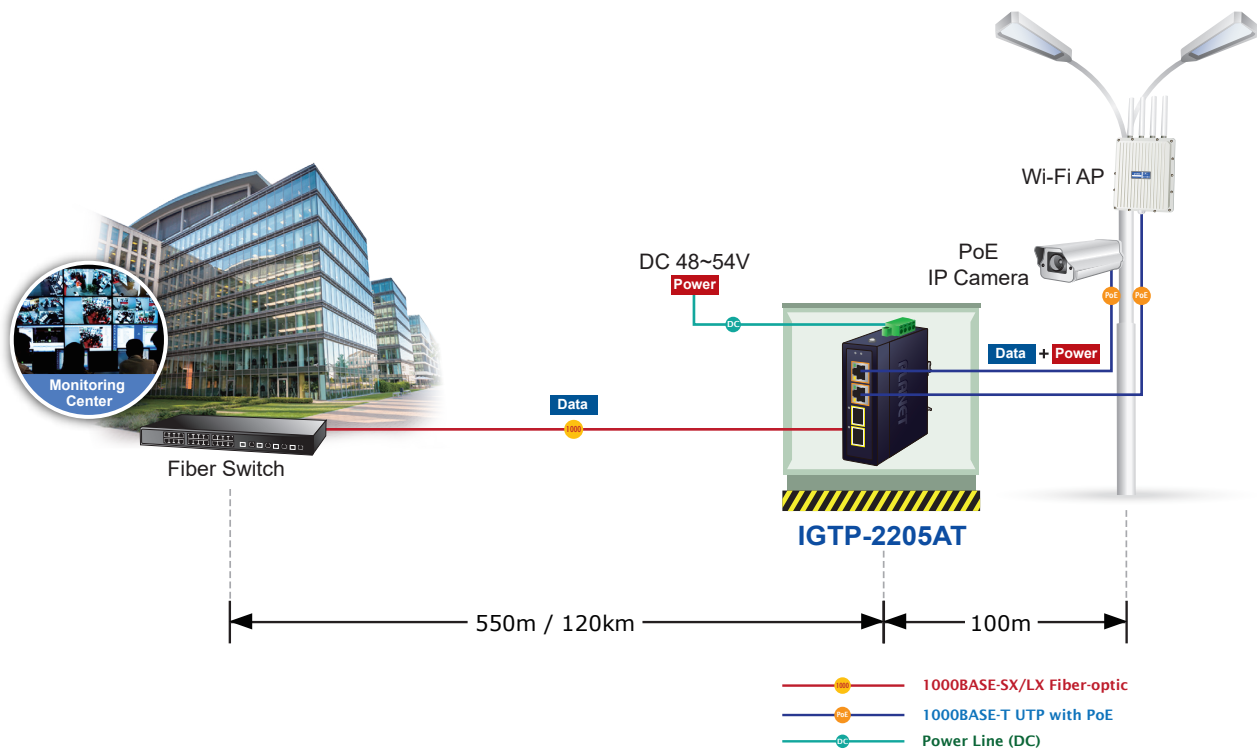 Wi-Fi AP
PoE
IP Camera
DC 48~54V
Power
DC
PoE
PoE
Data + Power
PLANET
Monitoring
Center
Data
1000
Fiber Switch
IGTP-2205AT
550m / 120km
100m
1000
1000BASE-SX/LX Fiber-optic
PoE
1000BASE-T UTP with PoE
DC
Power Line (DC)